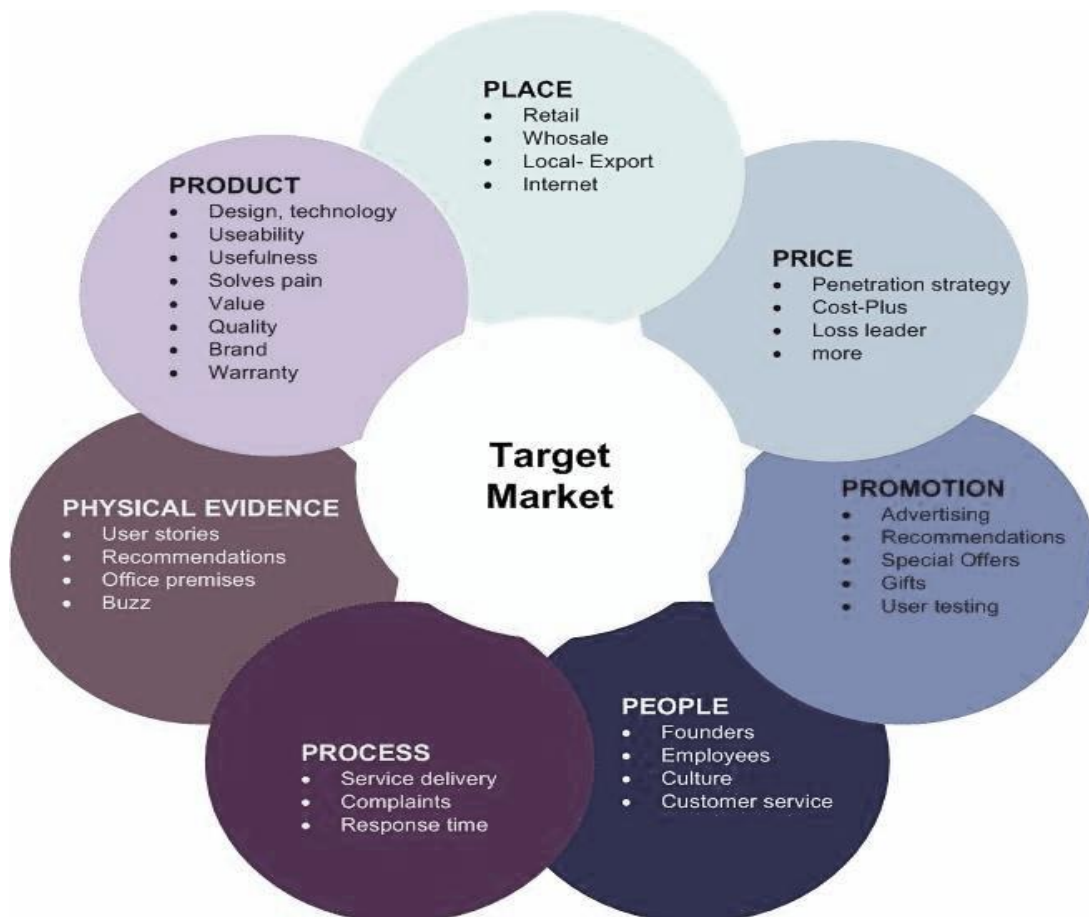 PLACE
• Retail
• Whosale
• Local- Export
• Internet
PRODUCT
• Design, technology
• Useability
• Usefulness
• Solves pain
• Value
• Quality
• Brand
• Warranty
PRICE
• Penetration strategy
• Cost-Plus
• Loss leader
• more
Target
Market
PHYSICAL EVIDENCE
• User stories
• Recommendations
• Office premises
• Buzz
PROMOTION
• Advertising
• Recommendations
• Special Offers
• Gifts
• User testing
PROCESS
• Service delivery
• Complaints
• Response time
PEOPLE
• Founders
• Employees
• Culture
• Customer service